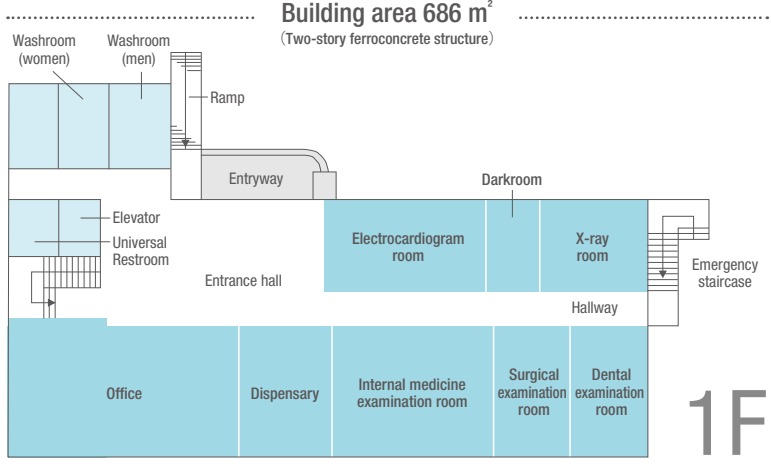 Building area 686 m²
(Two-story ferroconcrete structure)
Washroom
(women)
Washroom
(men)
Ramp
Entryway
Darkroom
Elevator
Universal
Restroom
Electrocardiogram
room
X-ray
room
Emergency
staircase
Entrance hall
Hallway
Office
Dispensary
Internal medicine
examination room
Surgical
examination
room
Dental
examination
room
1F